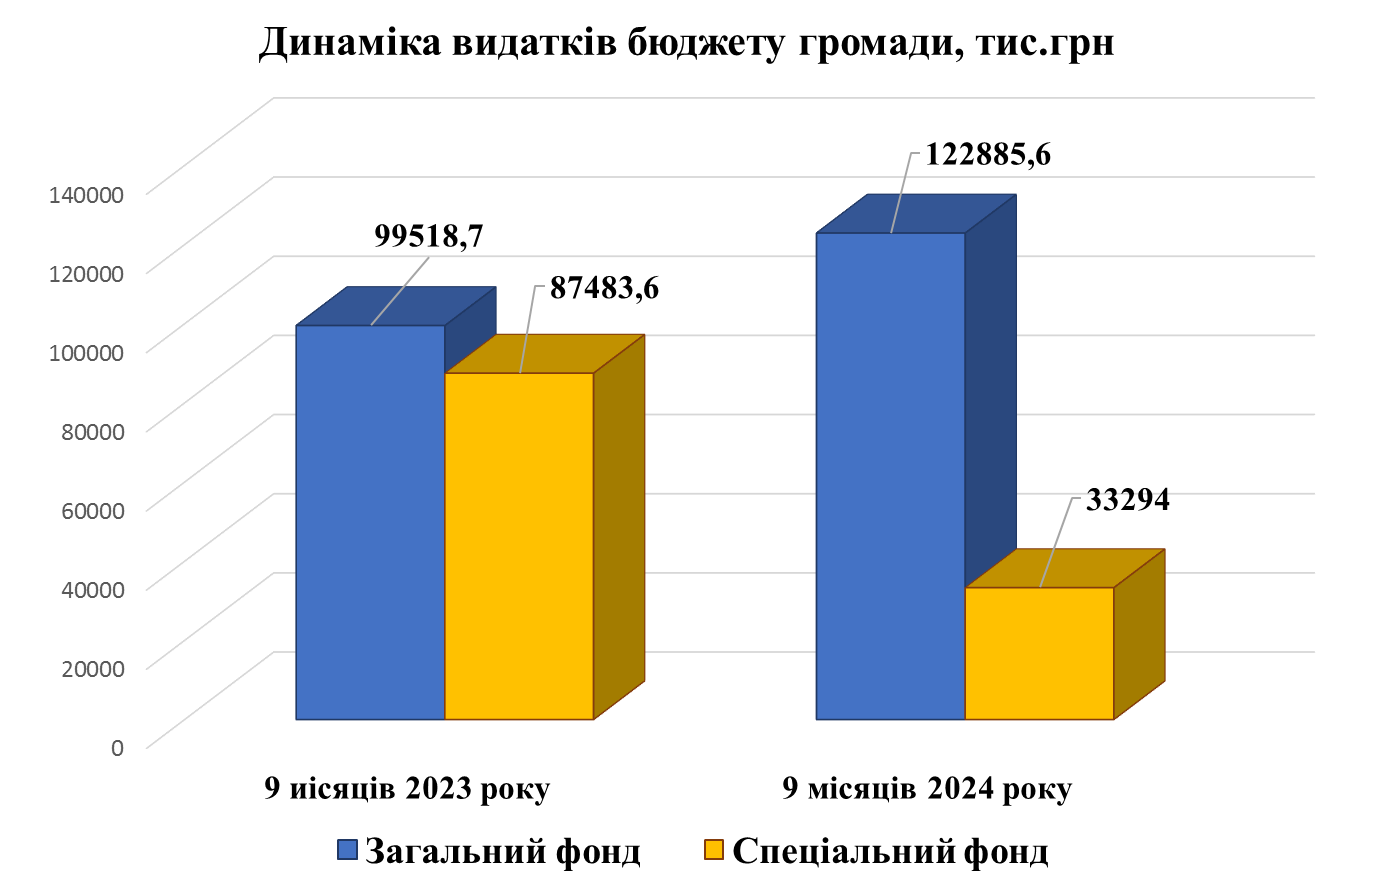 Динаміка видатків бюджету громади, тис.грн
140000
120000
100000
80000
60000
40000
20000
0
99518,7
87483,6
122885,6
33294
9 иісяців 2023 року
9 місяців 2024 року
Загальний фонд
Спеціальний фонд